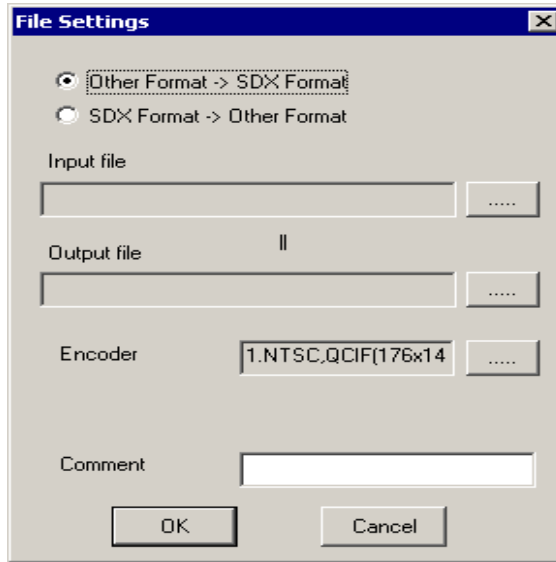 File Settings
Other Format -> SDX Format
SDX Format -> Other Format
Input file
.....
||
Output file
.....
Encoder
1.NTSC,QCIF(176x14
.....
Comment
OK
Cancel